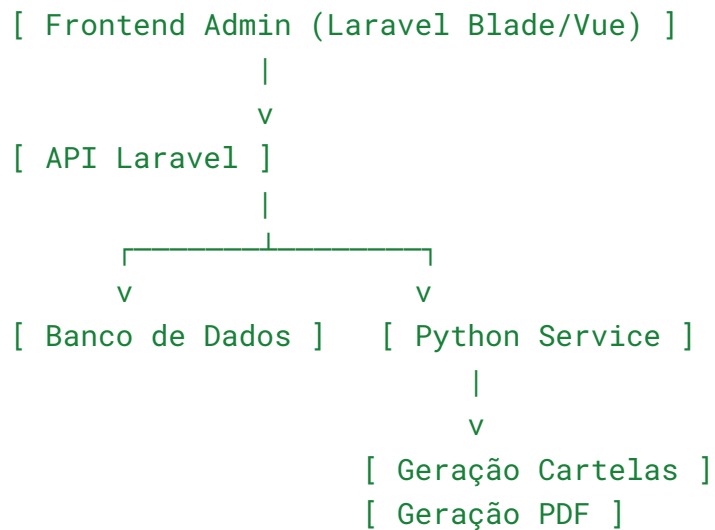 [ Frontend Admin (Laravel Blade/Vue) ]
|
v
[ API Laravel ]
|
┌────────┴─────────┐
v v
[ Banco de Dados ] [ Python Service ]
|
v
[ Geração Cartelas ]
[ Geração PDF ]